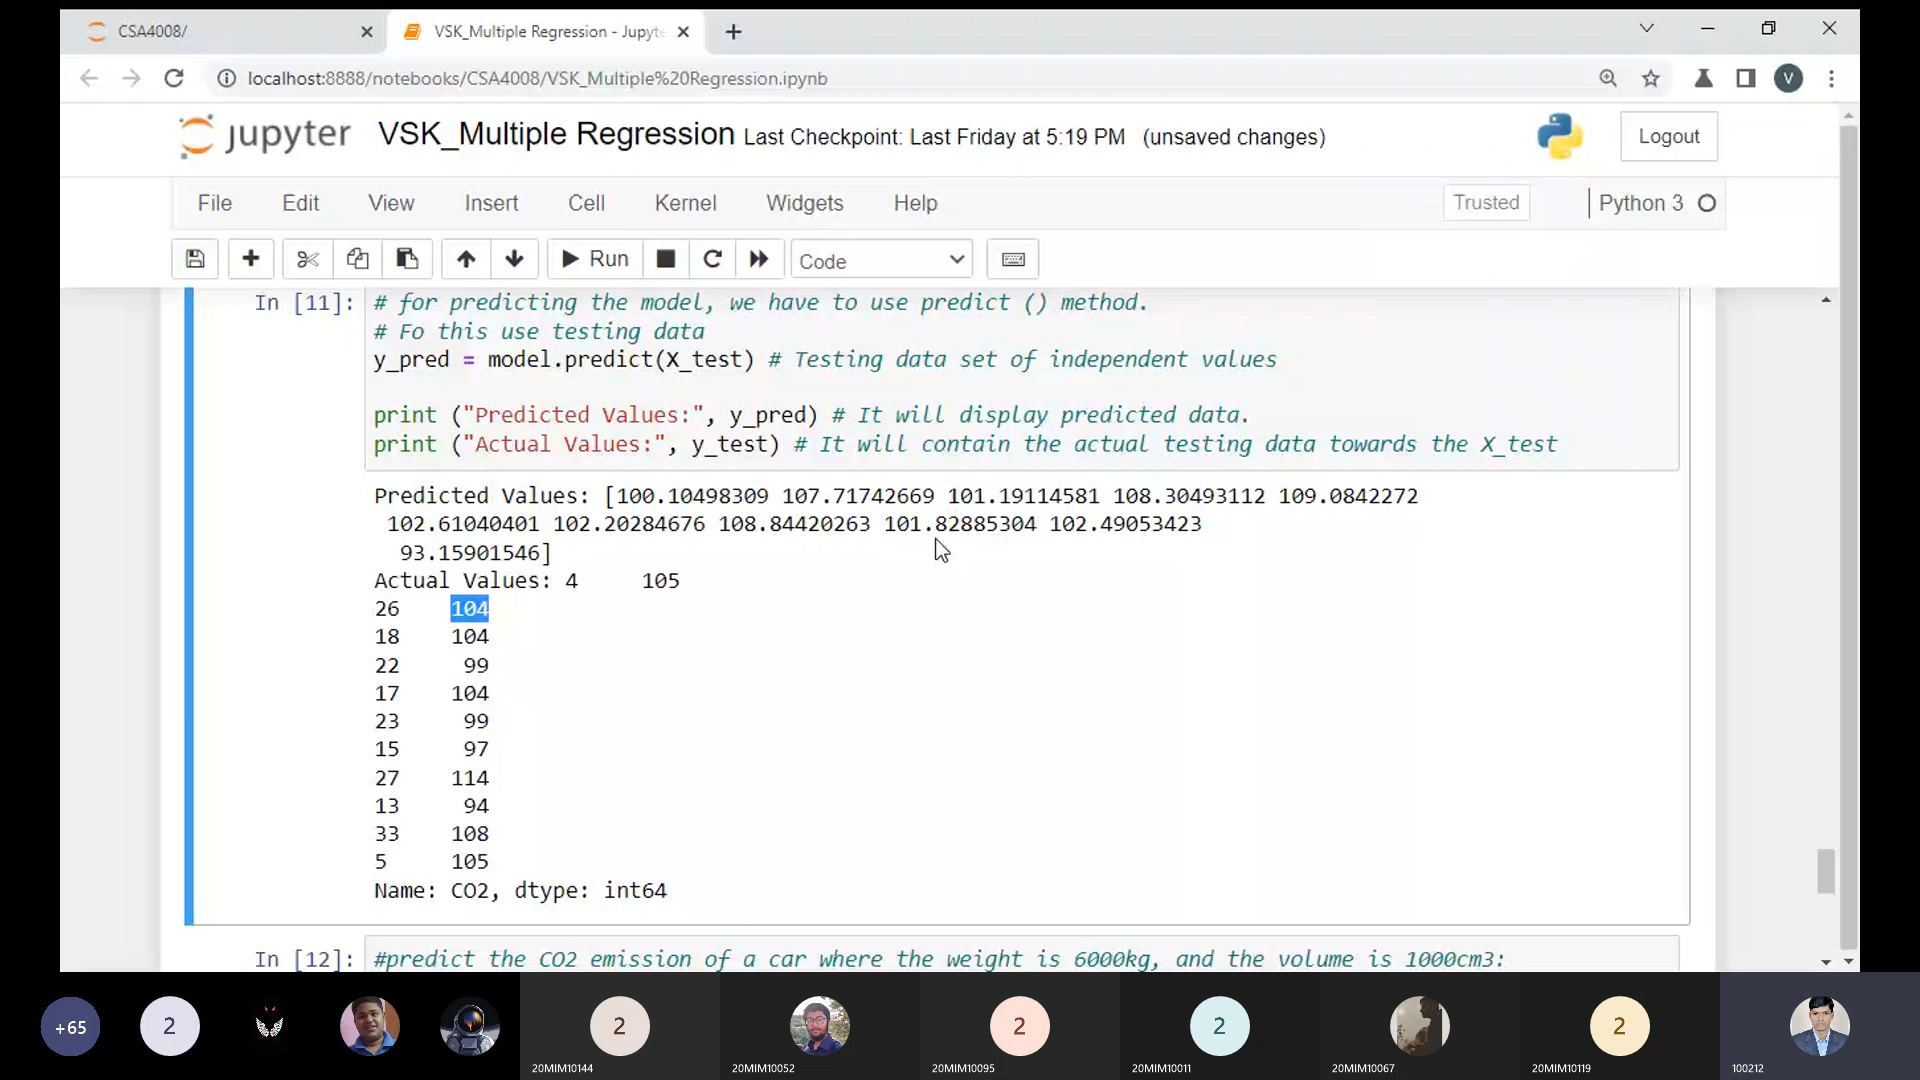 CSA4008/
VSK_Multiple Regression - Jupyte
localhost:8888/notebooks/CSA4008/VSK_Multiple%20Regression.ipynb
V
jupyter VSK_Multiple Regression Last Checkpoint: Last Friday at 5:19 PM (unsaved changes)
Logout
File Edit View Insert Cell Kernel Widgets Help
Trusted
Python 3
Run
Code
In [11]: # for predicting the model, we have to use predict () method.
# Fo this use testing data
y_pred = model.predict(X_test) # Testing data set of independent values
print ("Predicted Values:", y_pred) # It will display predicted data.
print ("Actual Values:", y_test) # It will contain the actual testing data towards the X_test
Predicted Values: [100.10498309 107.71742669 101.19114581 108.30493112 109.0842272
102.61040401 102.20284676 108.84420263 101.82885304 102.49053423
93.15901546]
Actual Values: 4 105
26 104
18 104
22 99
17 104
23 99
15 97
27 114
13 94
33 108
5 105
Name: CO2, dtype: int64
In [12]: #predict the CO2 emission of a car where the weight is 6000kg, and the volume is 1000cm3:
+65 2 2 2 2 2
20MIM10144 20MIM10052 20MIM10095 20MIM10011 20MIM10067 20MIM10119 100212